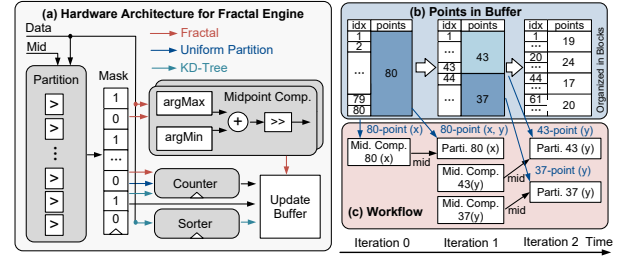 (a) Hardware Architecture for Fractal Engine
Data
Mid
Fractal
Uniform Partition
KD-Tree
Partition
>
>
⋮
>
>
>
Mask
1
0
1
...
0
1
0
Midpoint Comp.
argMax
argMin
+
>>
Counter
Sorter
Update
Buffer
(b) Points in Buffer
idx points
1
2
...
79
80
80
idx points
1
...
43
44
...
43
37
idx points
1
...
20
...
44
...
61
...
19
24
17
20
Organized in Blocks
80-point (x)
80-point (x, y)
43-point (y)
Mid. Comp.
80 (x)
mid
Parti. 80 (x)
Mid. Comp.
43(y)
mid
Parti. 43 (y)
37-point (y)
Mid. Comp.
37(y)
mid
Parti. 37 (y)
(c) Workflow
Iteration 0 Iteration 1 Iteration 2 Time